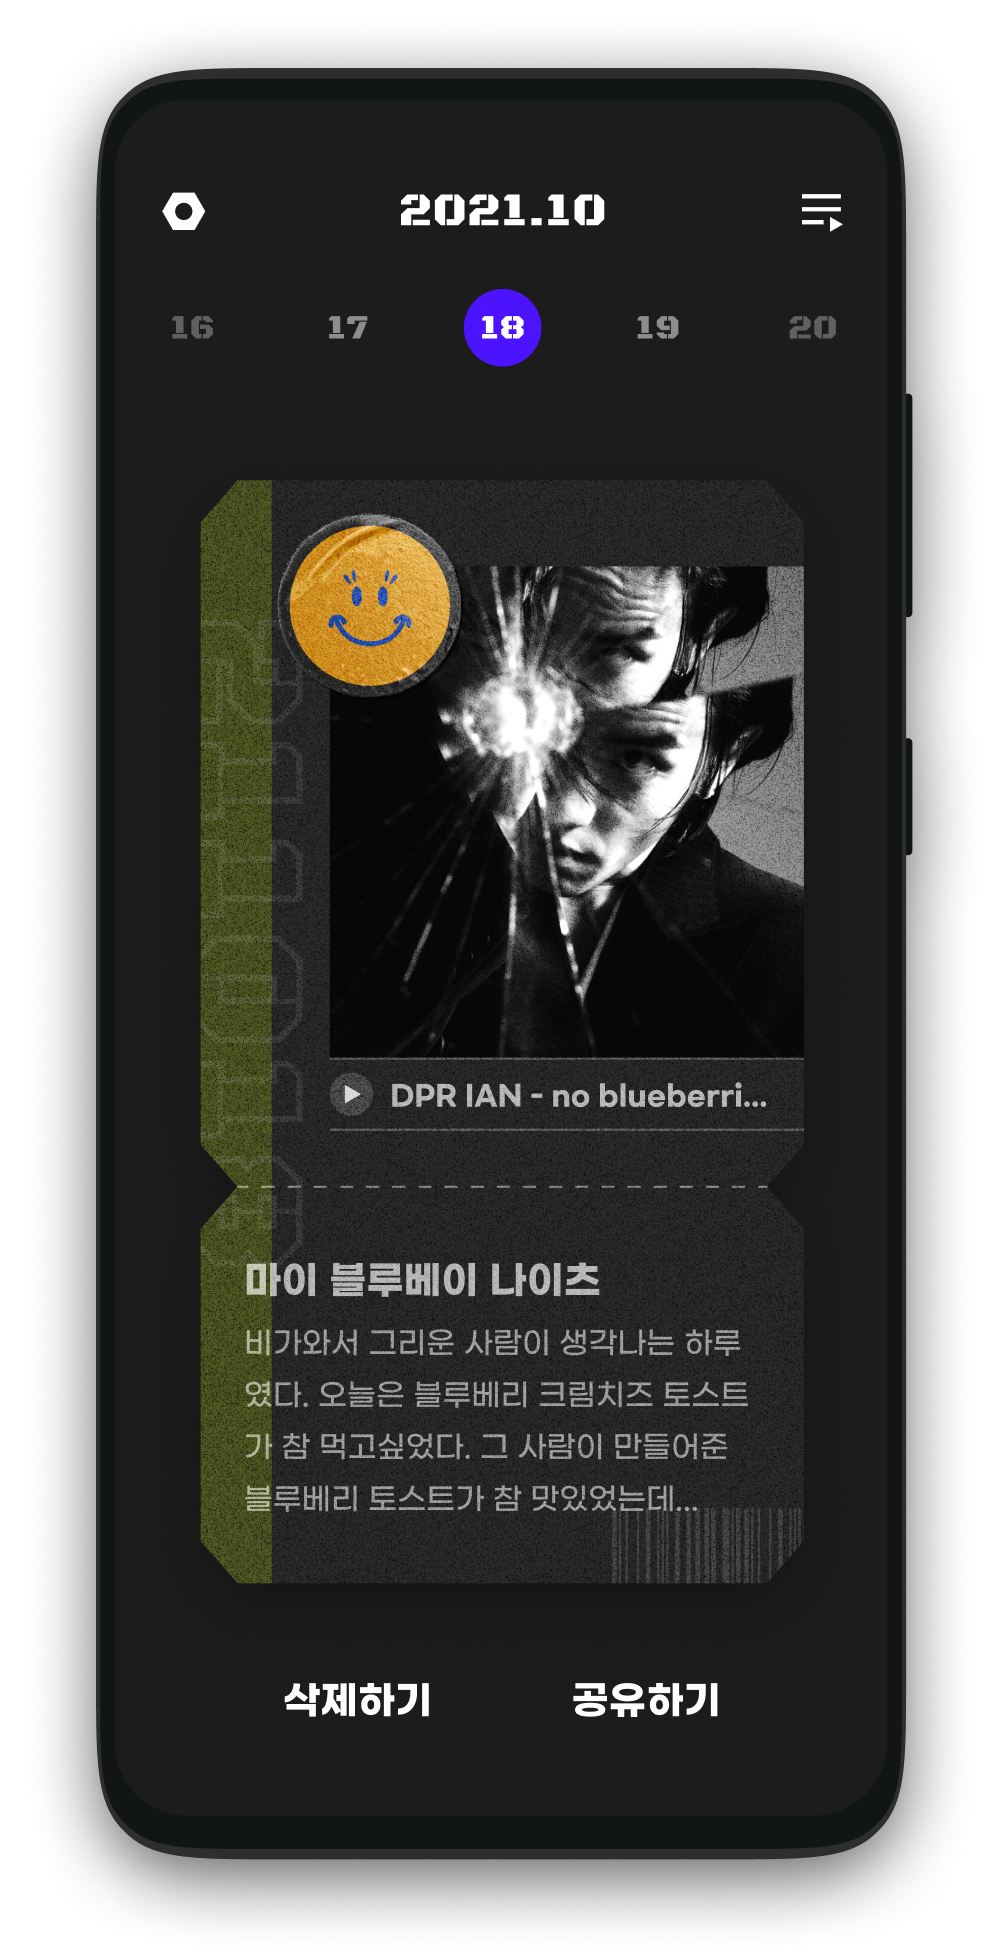 2021.10
16 17 18 19 20
DPR IAN - no blueberri...
마이 블루베이 나이츠
비가와서 그리운 사람이 생각나는 하루
였다. 오늘은 블루베리 크림치즈 토스트
가 참 먹고싶었다. 그 사람이 만들어준
블루베리 토스트가 참 맛있었는데...
삭제하기 공유하기